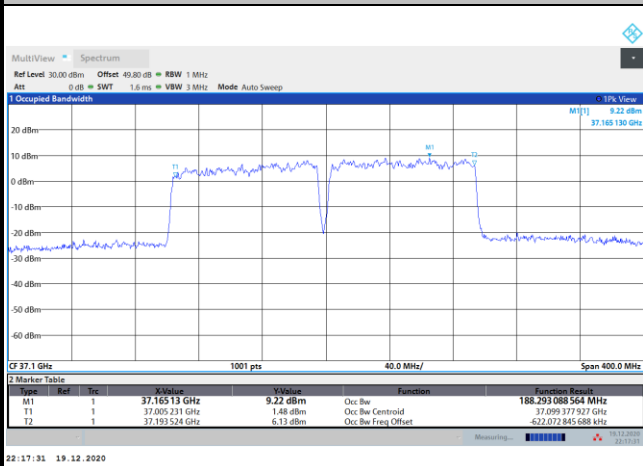 MultiView Spectrum
Ref Level 30.00 dBm Offset 49.80 dB RBW 1 MHz
Att 0 dB SWT 1.6 ms VBW 3 MHz Mode Auto Sweep
1 Occupied Bandwidth 1Pk View
M1[1] 9.22 dBm
37.165 130 GHz
20 dBm
M1
T2
10 dBm
T1
0 dBm
-10 dBm
-20 dBm
-30 dBm
-40 dBm
-50 dBm
-60 dBm
CF 37.1 GHz 1001 pts 40.0 MHz/ Span 400.0 MHz
2 Marker Table
Type Ref Trc X-Value Y-Value Function Function Result
M1 1 37.16513 GHz 9.22 dBm Occ Bw 188.293 088 564 MHz
T1 1 37.005 231 GHz 1.48 dBm Occ Bw Centroid 37.099 377 927 GHz
T2 1 37.193 524 GHz 6.13 dBm Occ Bw Freq Offset -622.072 845 688 kHz
Measuring... 19.12.2020
22:17:31
22:17:31 19.12.2020